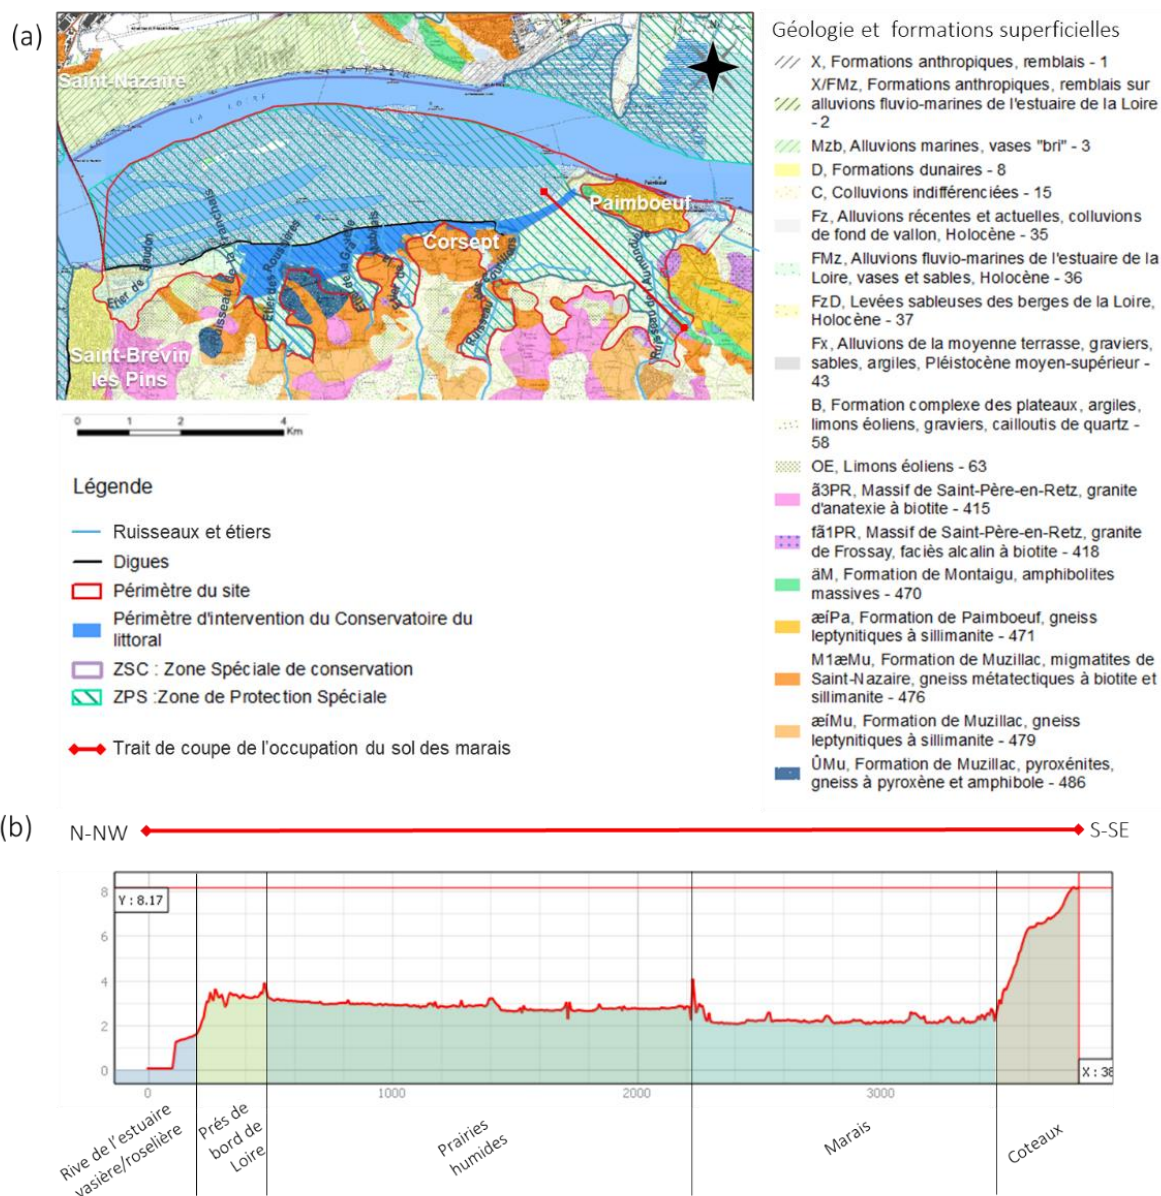 (a)
Saint-Nazaire
LA LOIRE
Paimboeuf
Corsept
Saint-Brevin
les Pins
Etier des Rousselières
0 1 2 4
Km
Légende
Ruisseaux et étiers
Digues
Périmètre du site
Périmètre d'intervention du Conservatoire du
littoral
ZSC : Zone Spéciale de conservation
ZPS :Zone de Protection Spéciale
Trait de coupe de l'occupation du sol des marais
Géologie et formations superficielles
X, Formations anthropiques, remblais - 1
X/FMz, Formations anthropiques, remblais sur
alluvions fluvio-marines de l'estuaire de la Loire
- 2
Mzb, Alluvions marines, vases "bri" - 3
D, Formations dunaires - 8
C, Colluvions indifférenciées - 15
Fz, Alluvions récentes et actuelles, colluvions
de fond de vallon, Holocène - 35
FMz, Alluvions fluvio-marines de l'estuaire de la
Loire, vases et sables, Holocène - 36
FzD, Levées sableuses des berges de la Loire,
Holocène - 37
Fx, Alluvions de la moyenne terrasse, graviers,
sables, argiles, Pléistocène moyen-supérieur -
43
B, Formation complexe des plateaux, argiles,
limons éoliens, graviers, cailloutis de quartz -
58
OE, Limons éoliens - 63
ã3PR, Massif de Saint-Père-en-Retz, granite
d'anatexie à biotite - 415
fã1PR, Massif de Saint-Père-en-Retz, granite
de Frossay, faciès alcalin à biotite - 418
äM, Formation de Montaigu, amphibolites
massives - 470
æíPa, Formation de Paimboeuf, gneiss
leptynitiques à sillimanite - 471
M1æMu, Formation de Muzillac, migmatites de
Saint-Nazaire, gneiss métatectiques à biotite et
sillimanite - 476
æíMu, Formation de Muzillac, gneiss
leptynitiques à sillimanite - 479
ÛMu, Formation de Muzillac, pyroxénites,
gneiss à pyroxène et amphibole - 486
(b)
N-NW
S-SE
Y : 8.17
8
6
4
2
0
X : 38
0 1000 2000 3000
Rive de l'estuaire
vasière/roselière
Prés de
bord de
Loire
Prairies
humides
Marais
Coteaux